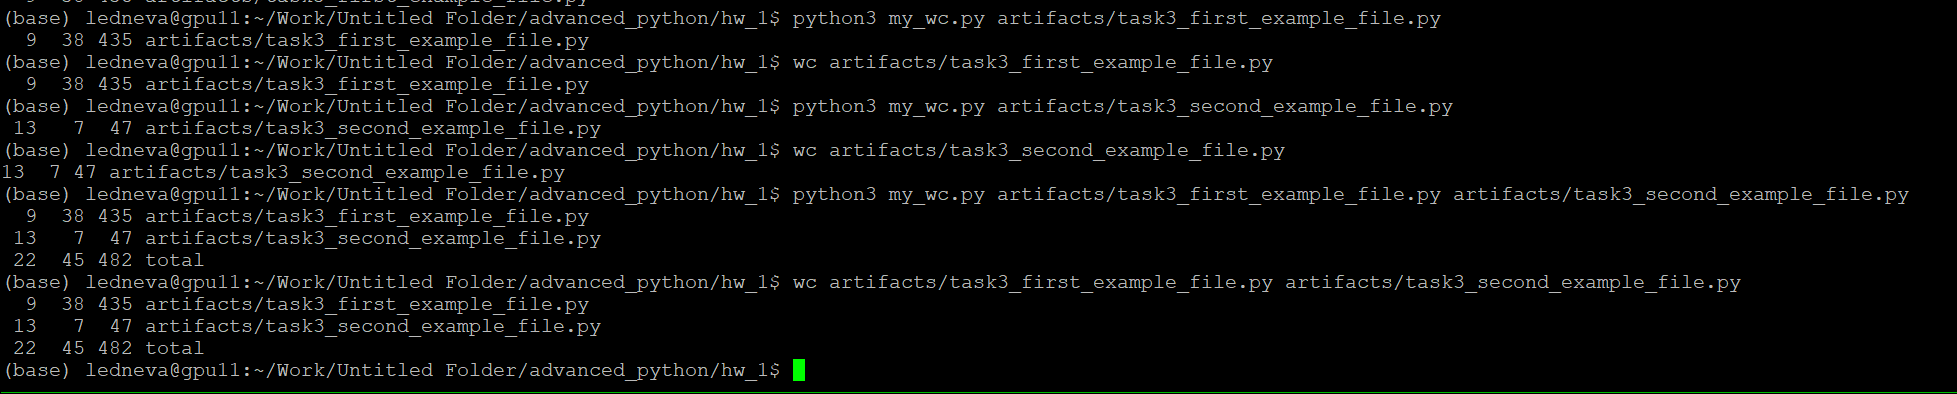 (base) ledneva@gpu11:~/Work/Untitled Folder/advanced_python/hw_1$ python3 my_wc.py artifacts/task3_first_example_file.py
  9  38 435 artifacts/task3_first_example_file.py
(base) ledneva@gpu11:~/Work/Untitled Folder/advanced_python/hw_1$ wc artifacts/task3_first_example_file.py
  9  38 435 artifacts/task3_first_example_file.py
(base) ledneva@gpu11:~/Work/Untitled Folder/advanced_python/hw_1$ python3 my_wc.py artifacts/task3_second_example_file.py
 13   7  47 artifacts/task3_second_example_file.py
(base) ledneva@gpu11:~/Work/Untitled Folder/advanced_python/hw_1$ wc artifacts/task3_second_example_file.py
13  7 47 artifacts/task3_second_example_file.py
(base) ledneva@gpu11:~/Work/Untitled Folder/advanced_python/hw_1$ python3 my_wc.py artifacts/task3_first_example_file.py artifacts/task3_second_example_file.py
  9  38 435 artifacts/task3_first_example_file.py
 13   7  47 artifacts/task3_second_example_file.py
 22  45 482 total
(base) ledneva@gpu11:~/Work/Untitled Folder/advanced_python/hw_1$ wc artifacts/task3_first_example_file.py artifacts/task3_second_example_file.py
  9  38 435 artifacts/task3_first_example_file.py
 13   7  47 artifacts/task3_second_example_file.py
 22  45 482 total
(base) ledneva@gpu11:~/Work/Untitled Folder/advanced_python/hw_1$